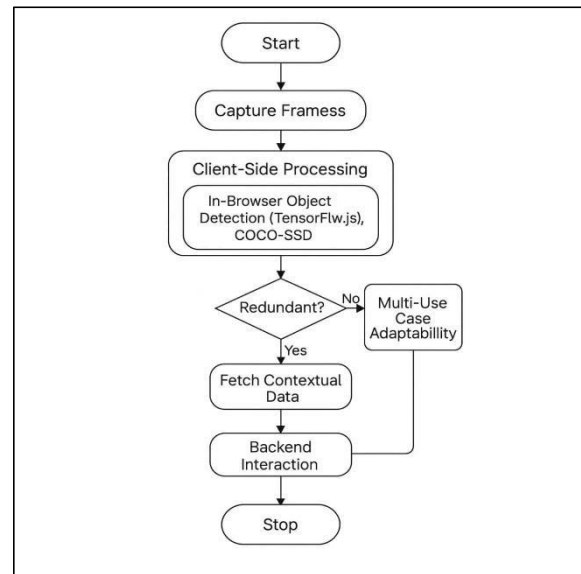 Start
Capture Framess
Client-Side Processing
In-Browser Object
Detection (TensorFlw.js),
COCO-SSD
Redundant?
No
Multi-Use
Case
Adaptabillity
Yes
Fetch Contextual
Data
Backend
Interaction
Stop